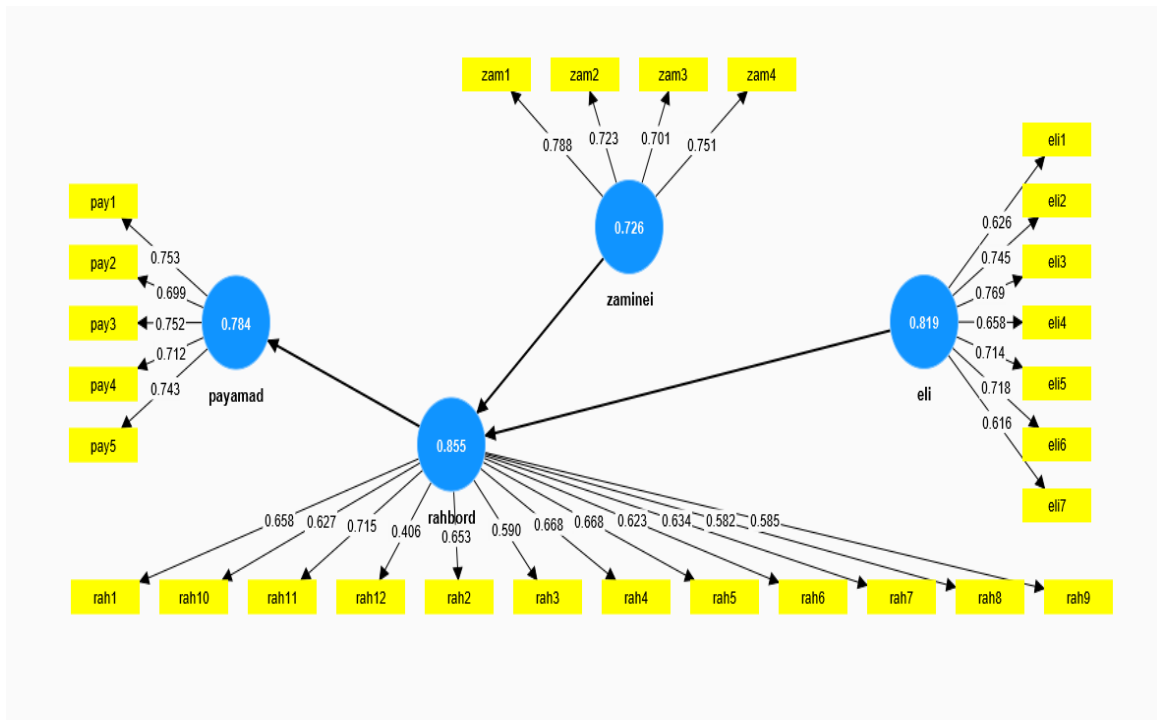 zam1 zam2 zam3 zam4
0.788 0.723 0.701 0.751
0.726
zaminei
pay1
pay2
pay3
pay4
pay5
0.753
0.699
0.752
0.712
0.743
0.784
payamad
eli1
eli2
eli3
eli4
eli5
eli6
eli7
0.626
0.745
0.769
0.658
0.714
0.718
0.616
0.819
eli
0.855
rahbord
0.658 0.627 0.715 0.406 0.653 0.590 0.668 0.668 0.623 0.634 0.582 0.585
rah1 rah10 rah11 rah12 rah2 rah3 rah4 rah5 rah6 rah7 rah8 rah9